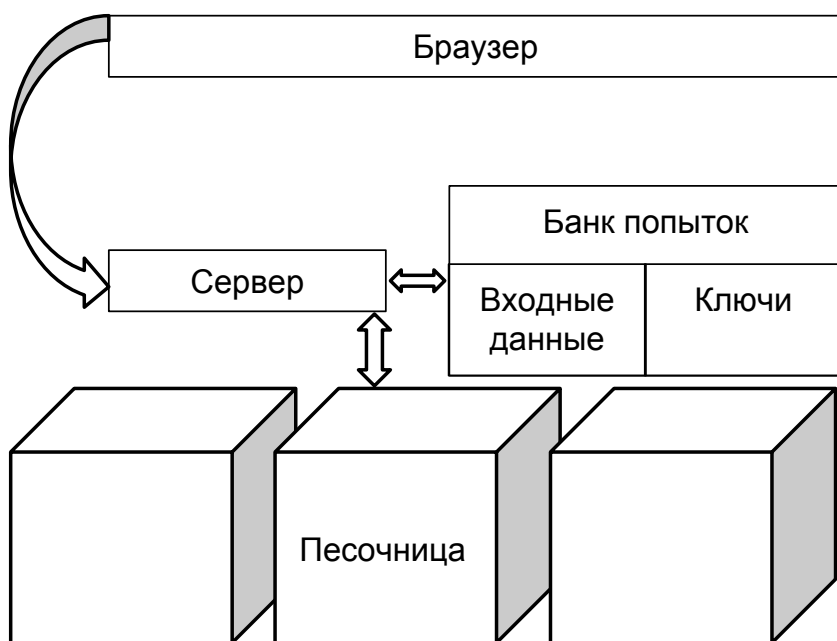 Браузер
Банк попыток
Сервер
Входные
данные
Ключи
Песочница